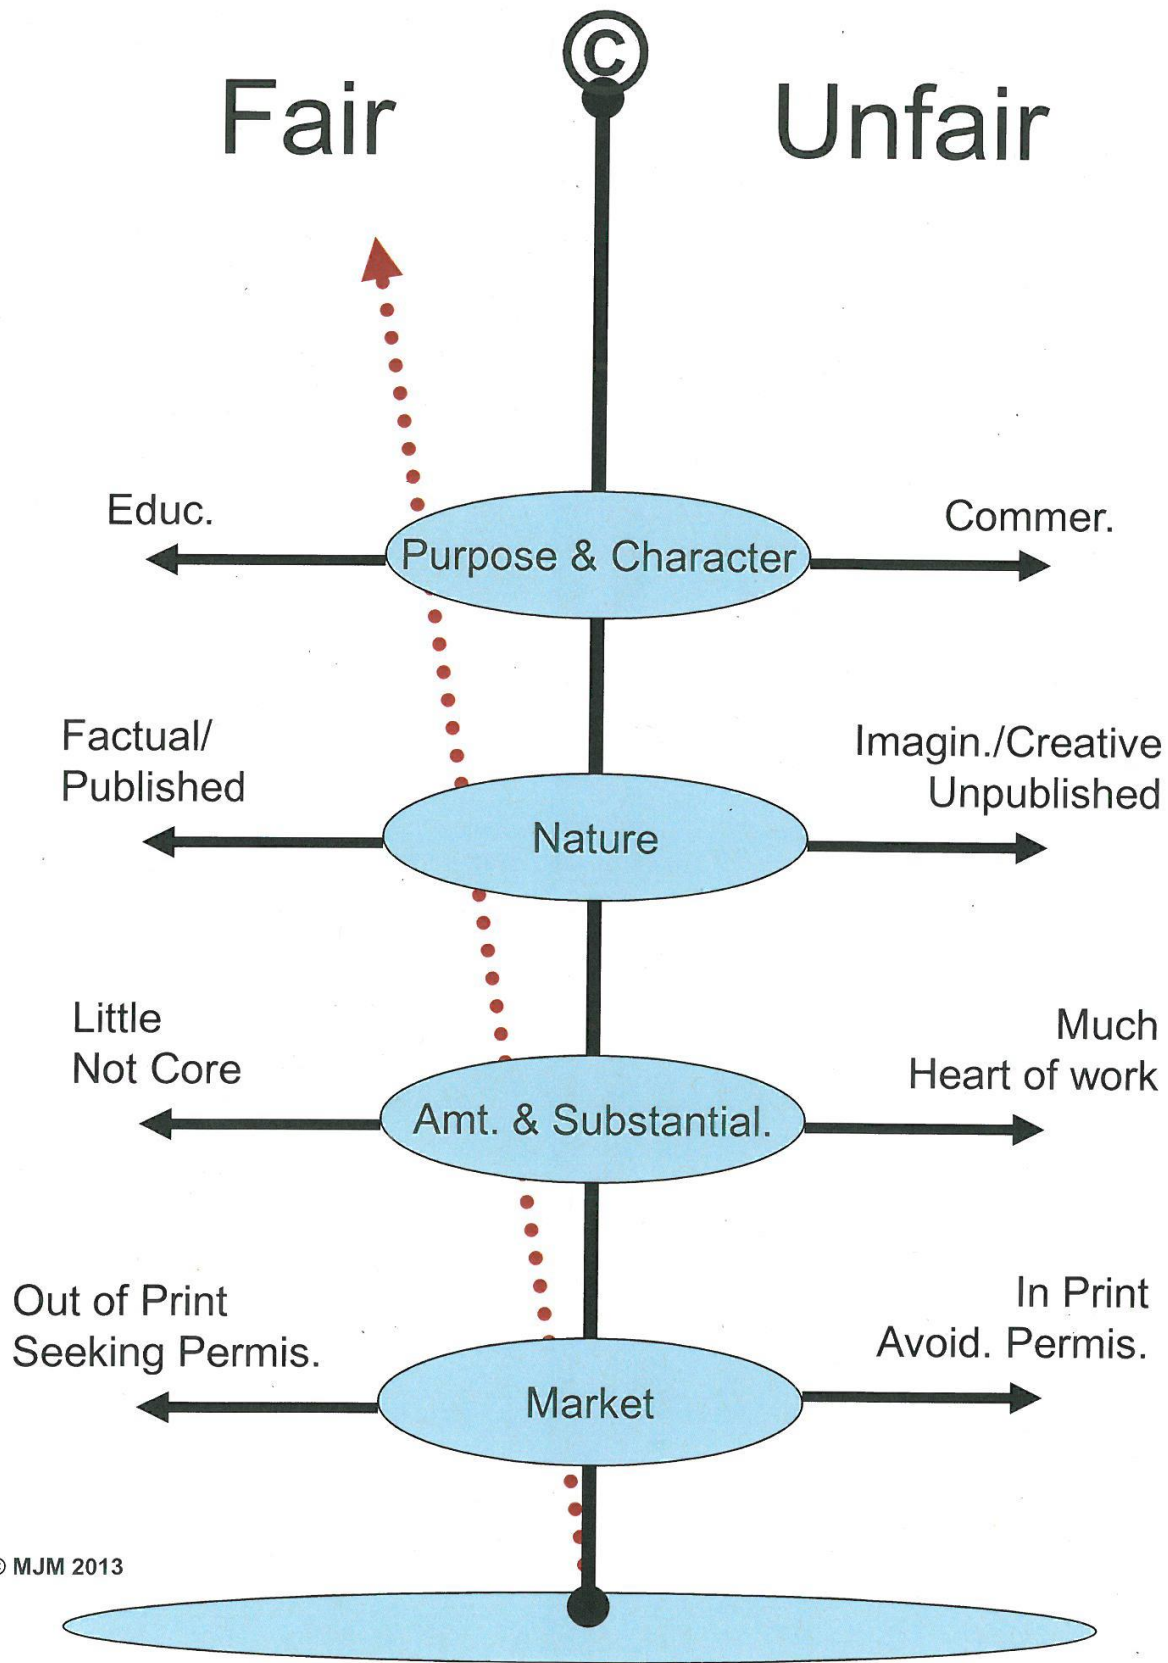 ©
Fair
Unfair
Educ.
Commer.
Purpose & Character
Factual/
Published
Imagin./Creative
Unpublished
Nature
Little
Not Core
Much
Heart of work
Amt. & Substantial.
Out of Print
Seeking Permis.
In Print
Avoid. Permis.
Market
© MJM 2013